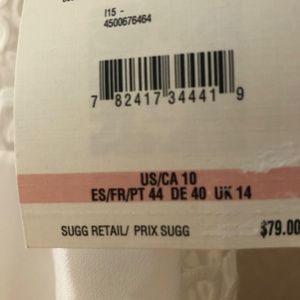 I15 -
4500676464
7 82417 34441 9
US/CA 10
ES/FR/PT 44 DE 40 UK 14
SUGG RETAIL/ PRIX SUGG $79.00